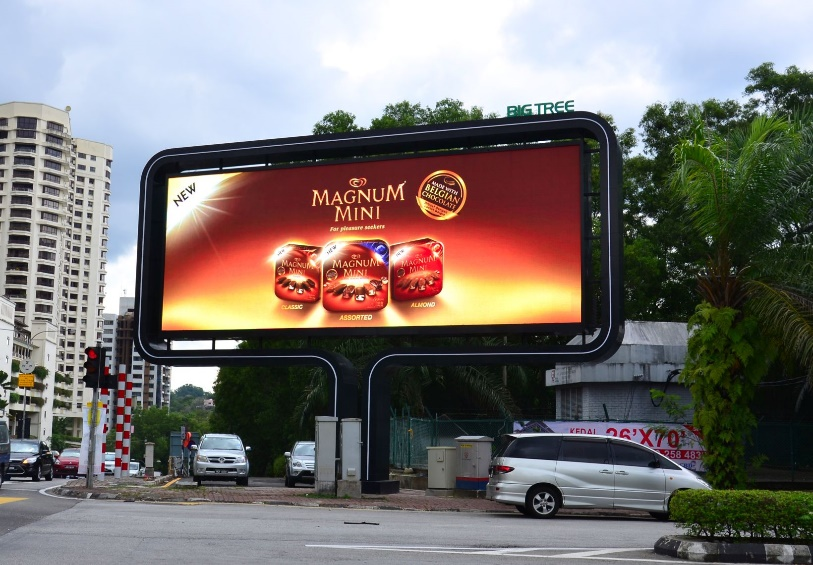 BIG TREE
NEW
MAGNUM
MINI
For pleasure seekers
MADE WITH
BELGIAN
CHOCOLATE
MAGNUM
MINI
MAGNUM
MINI
MAGNUM
MINI
CLASSIC
ASSORTED
ALMOND
KEDAI
26'X70'